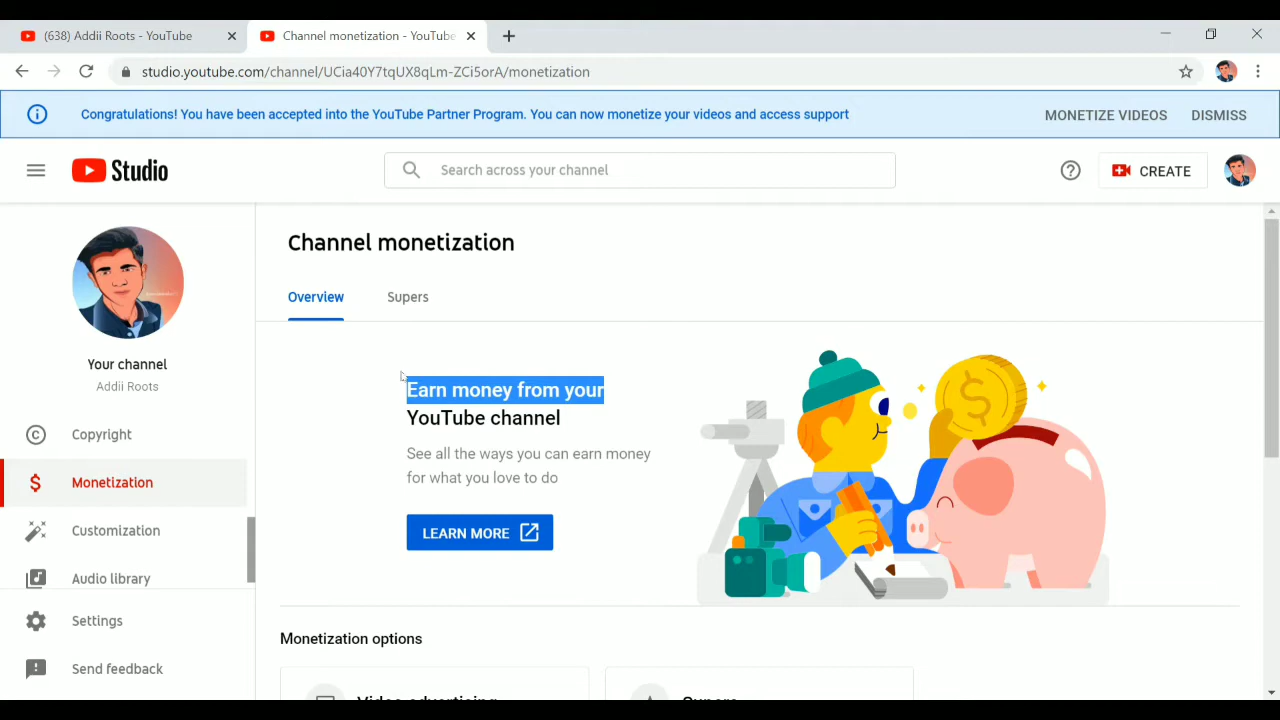 (638) Addii Roots - YouTube
Channel monetization - YouTube
studio.youtube.com/channel/UCia40Y7tqUX8qLm-ZCi5orA/monetization
Congratulations! You have been accepted into the YouTube Partner Program. You can now monetize your videos and access support
MONETIZE VIDEOS
DISMISS
Studio
Search across your channel
CREATE
Your channel
Addii Roots
Copyright
Monetization
Customization
Audio library
Settings
Send feedback
Channel monetization
Overview
Supers
Earn money from your
YouTube channel
See all the ways you can earn money
for what you love to do
LEARN MORE
Monetization options
Video advertising
Supers